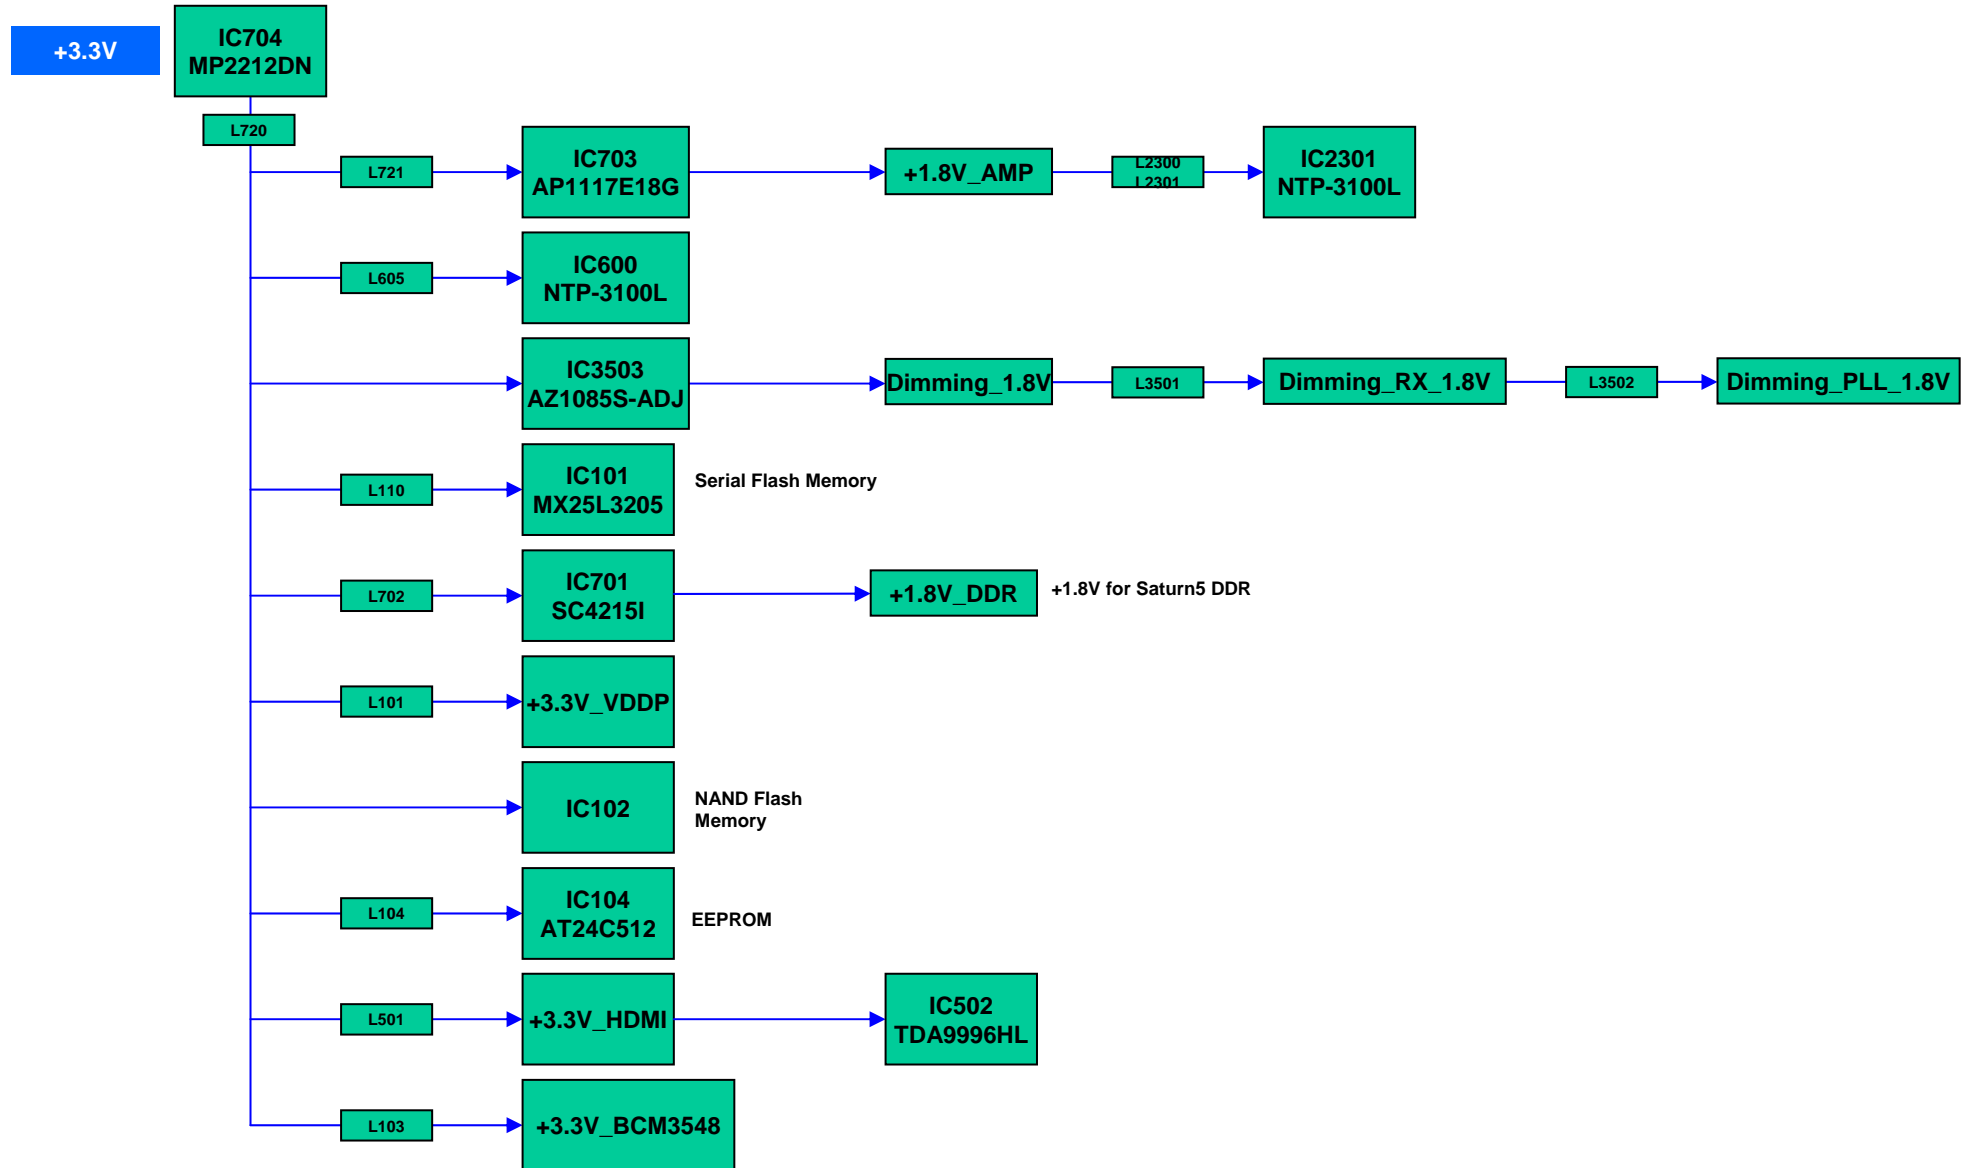 +3.3V
IC704
MP2212DN
L720
L721
IC703
AP1117E18G
+1.8V_AMP
L2300
L2301
IC2301
NTP-3100L
L605
IC600
NTP-3100L
IC3503
AZ1085S-ADJ
Dimming_1.8V
L3501
Dimming_RX_1.8V
L3502
Dimming_PLL_1.8V
L110
IC101
MX25L3205
Serial Flash Memory
L702
IC701
SC4215I
+1.8V_DDR
+1.8V for Saturn5 DDR
L101
+3.3V_VDDP
IC102
NAND Flash
Memory
L104
IC104
AT24C512
EEPROM
L501
+3.3V_HDMI
IC502
TDA9996HL
L103
+3.3V_BCM3548